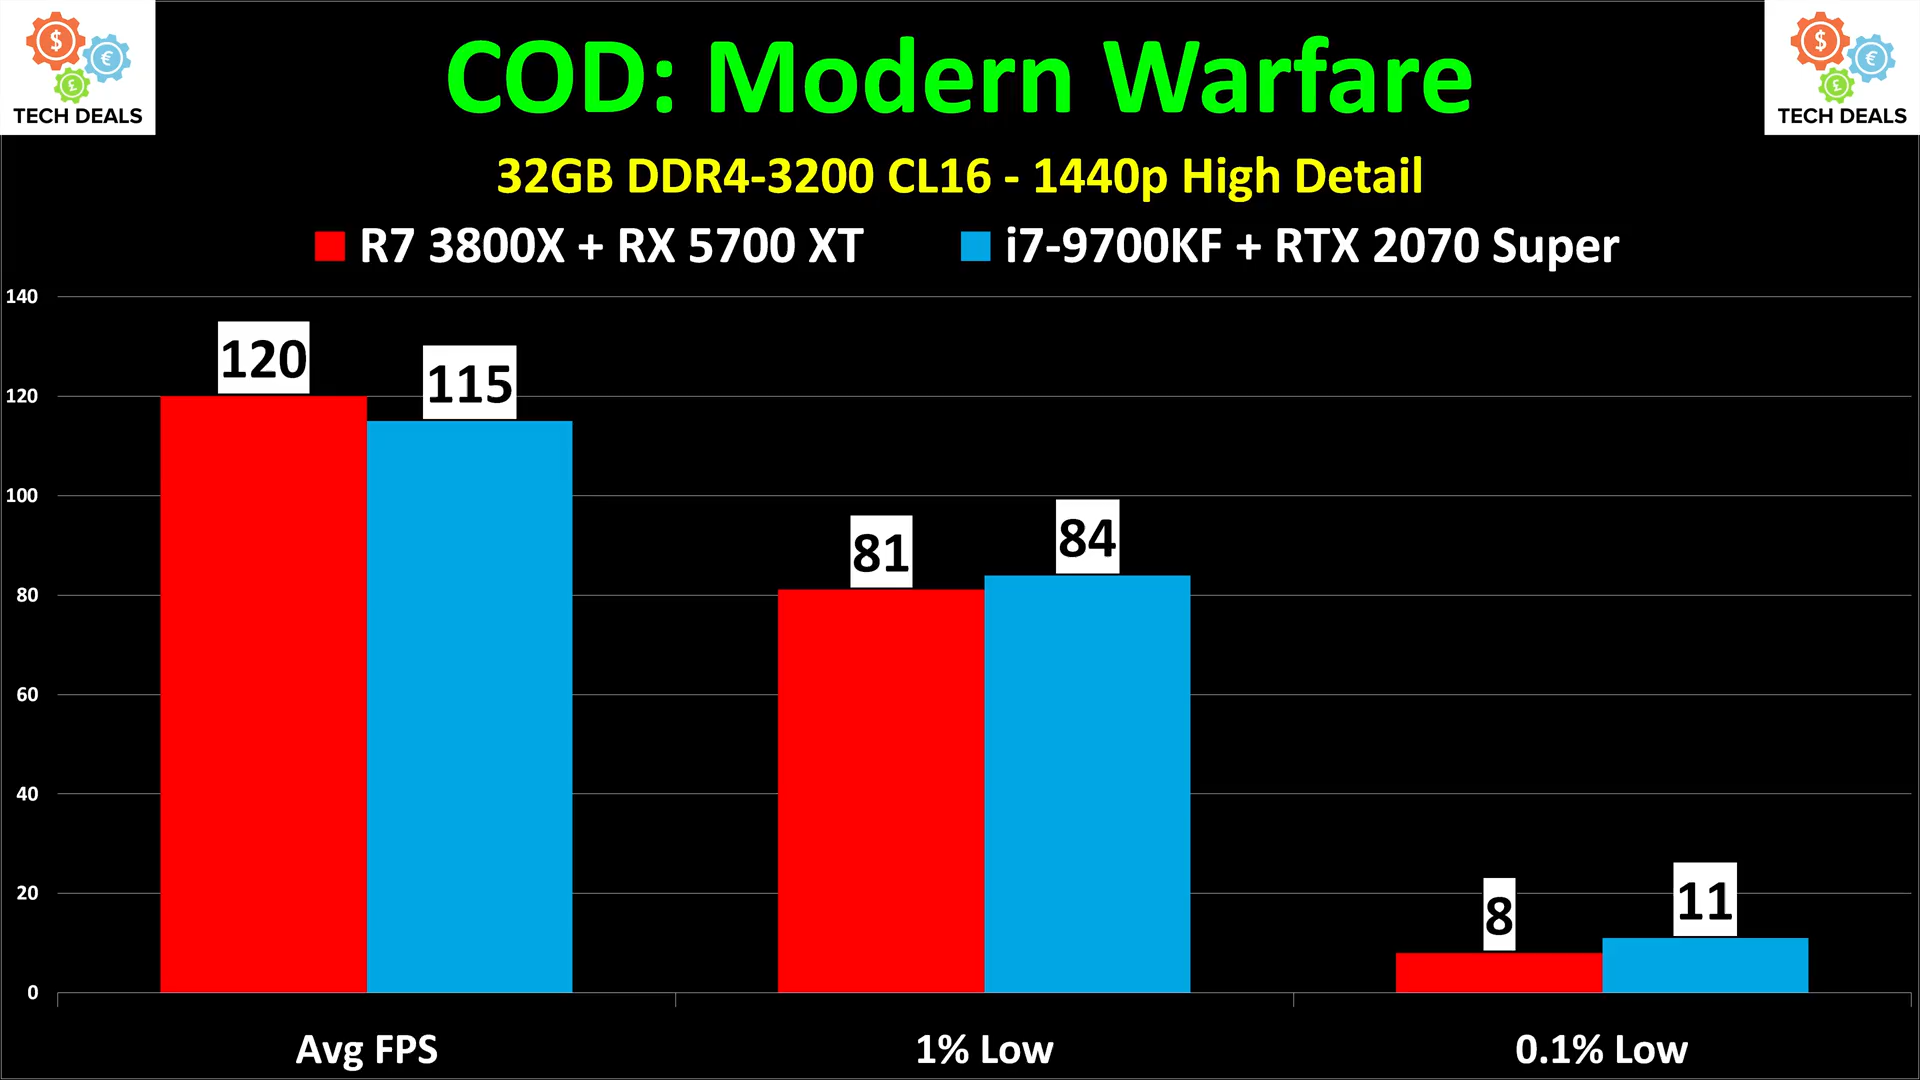 $ € £
TECH DEALS
COD: Modern Warfare
$ € £
TECH DEALS
32GB DDR4-3200 CL16 - 1440p High Detail
R7 3800X + RX 5700 XT
i7-9700KF + RTX 2070 Super
140
120
100
80
60
40
20
0
120
115
81
84
8
11
Avg FPS
1% Low
0.1% Low